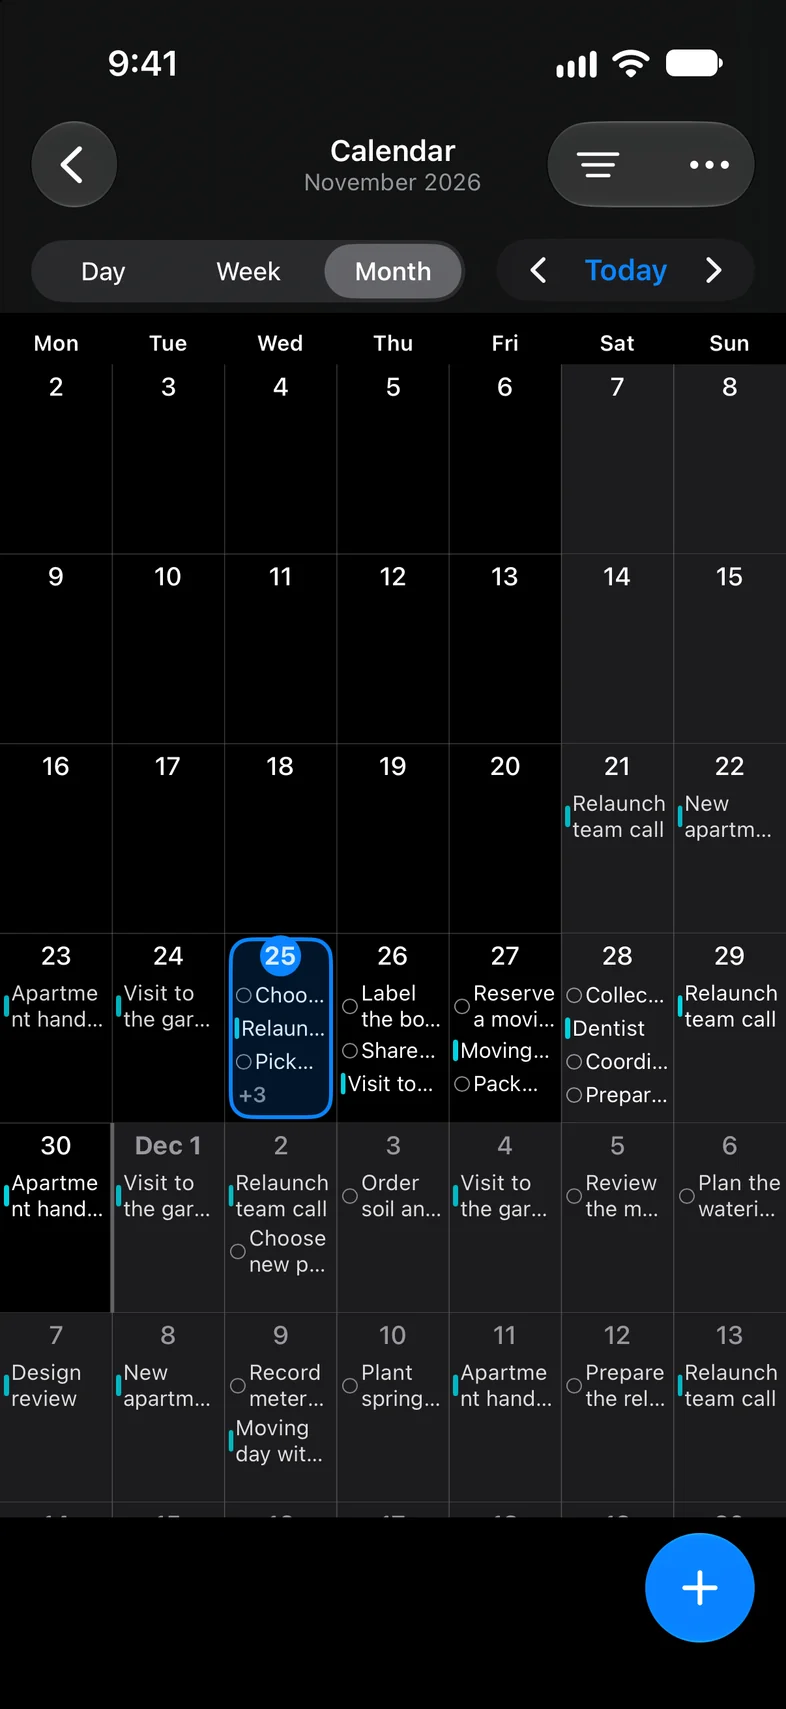 9:41
Calendar
November 2026
Day Week Month Today
Mon Tue Wed Thu Fri Sat Sun
2 3 4 5 6 7 8
9 10 11 12 13 14 15
16 17 18 19 20 21 22
Relaunch
team call
New
apartm...
23 24 25 26 27 28 29
Apartme
nt hand...
Visit to
the gar...
Choo...
Relaun...
Pick...
+3
Label
the bo...
Share...
Visit to...
Reserve
a movi...
Moving...
Pack...
Collec...
Dentist
Coordi...
Prepar...
Relaunch
team call
30 Dec 1 2 3 4 5 6
Apartme
nt hand...
Visit to
the gar...
Relaunch
team call
Choose
new p...
Order
soil an...
Visit to
the gar...
Review
the m...
Plan the
wateri...
7 8 9 10 11 12 13
Design
review
New
apartm...
Record
meter...
Moving
day wit...
Plant
spring...
Apartme
nt hand...
Prepare
the rel...
Relaunch
team call